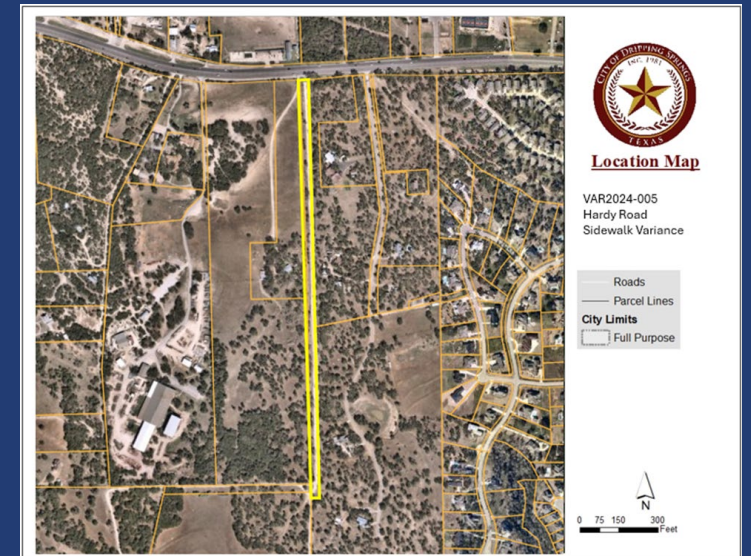 CITY OF DRIPPING SPRINGS
INC. 1981
TEXAS
Location Map
VAR2024-005
Hardy Road
Sidewalk Variance
Roads
Parcel Lines
City Limits
Full Purpose
N
0 75 150 300
Feet